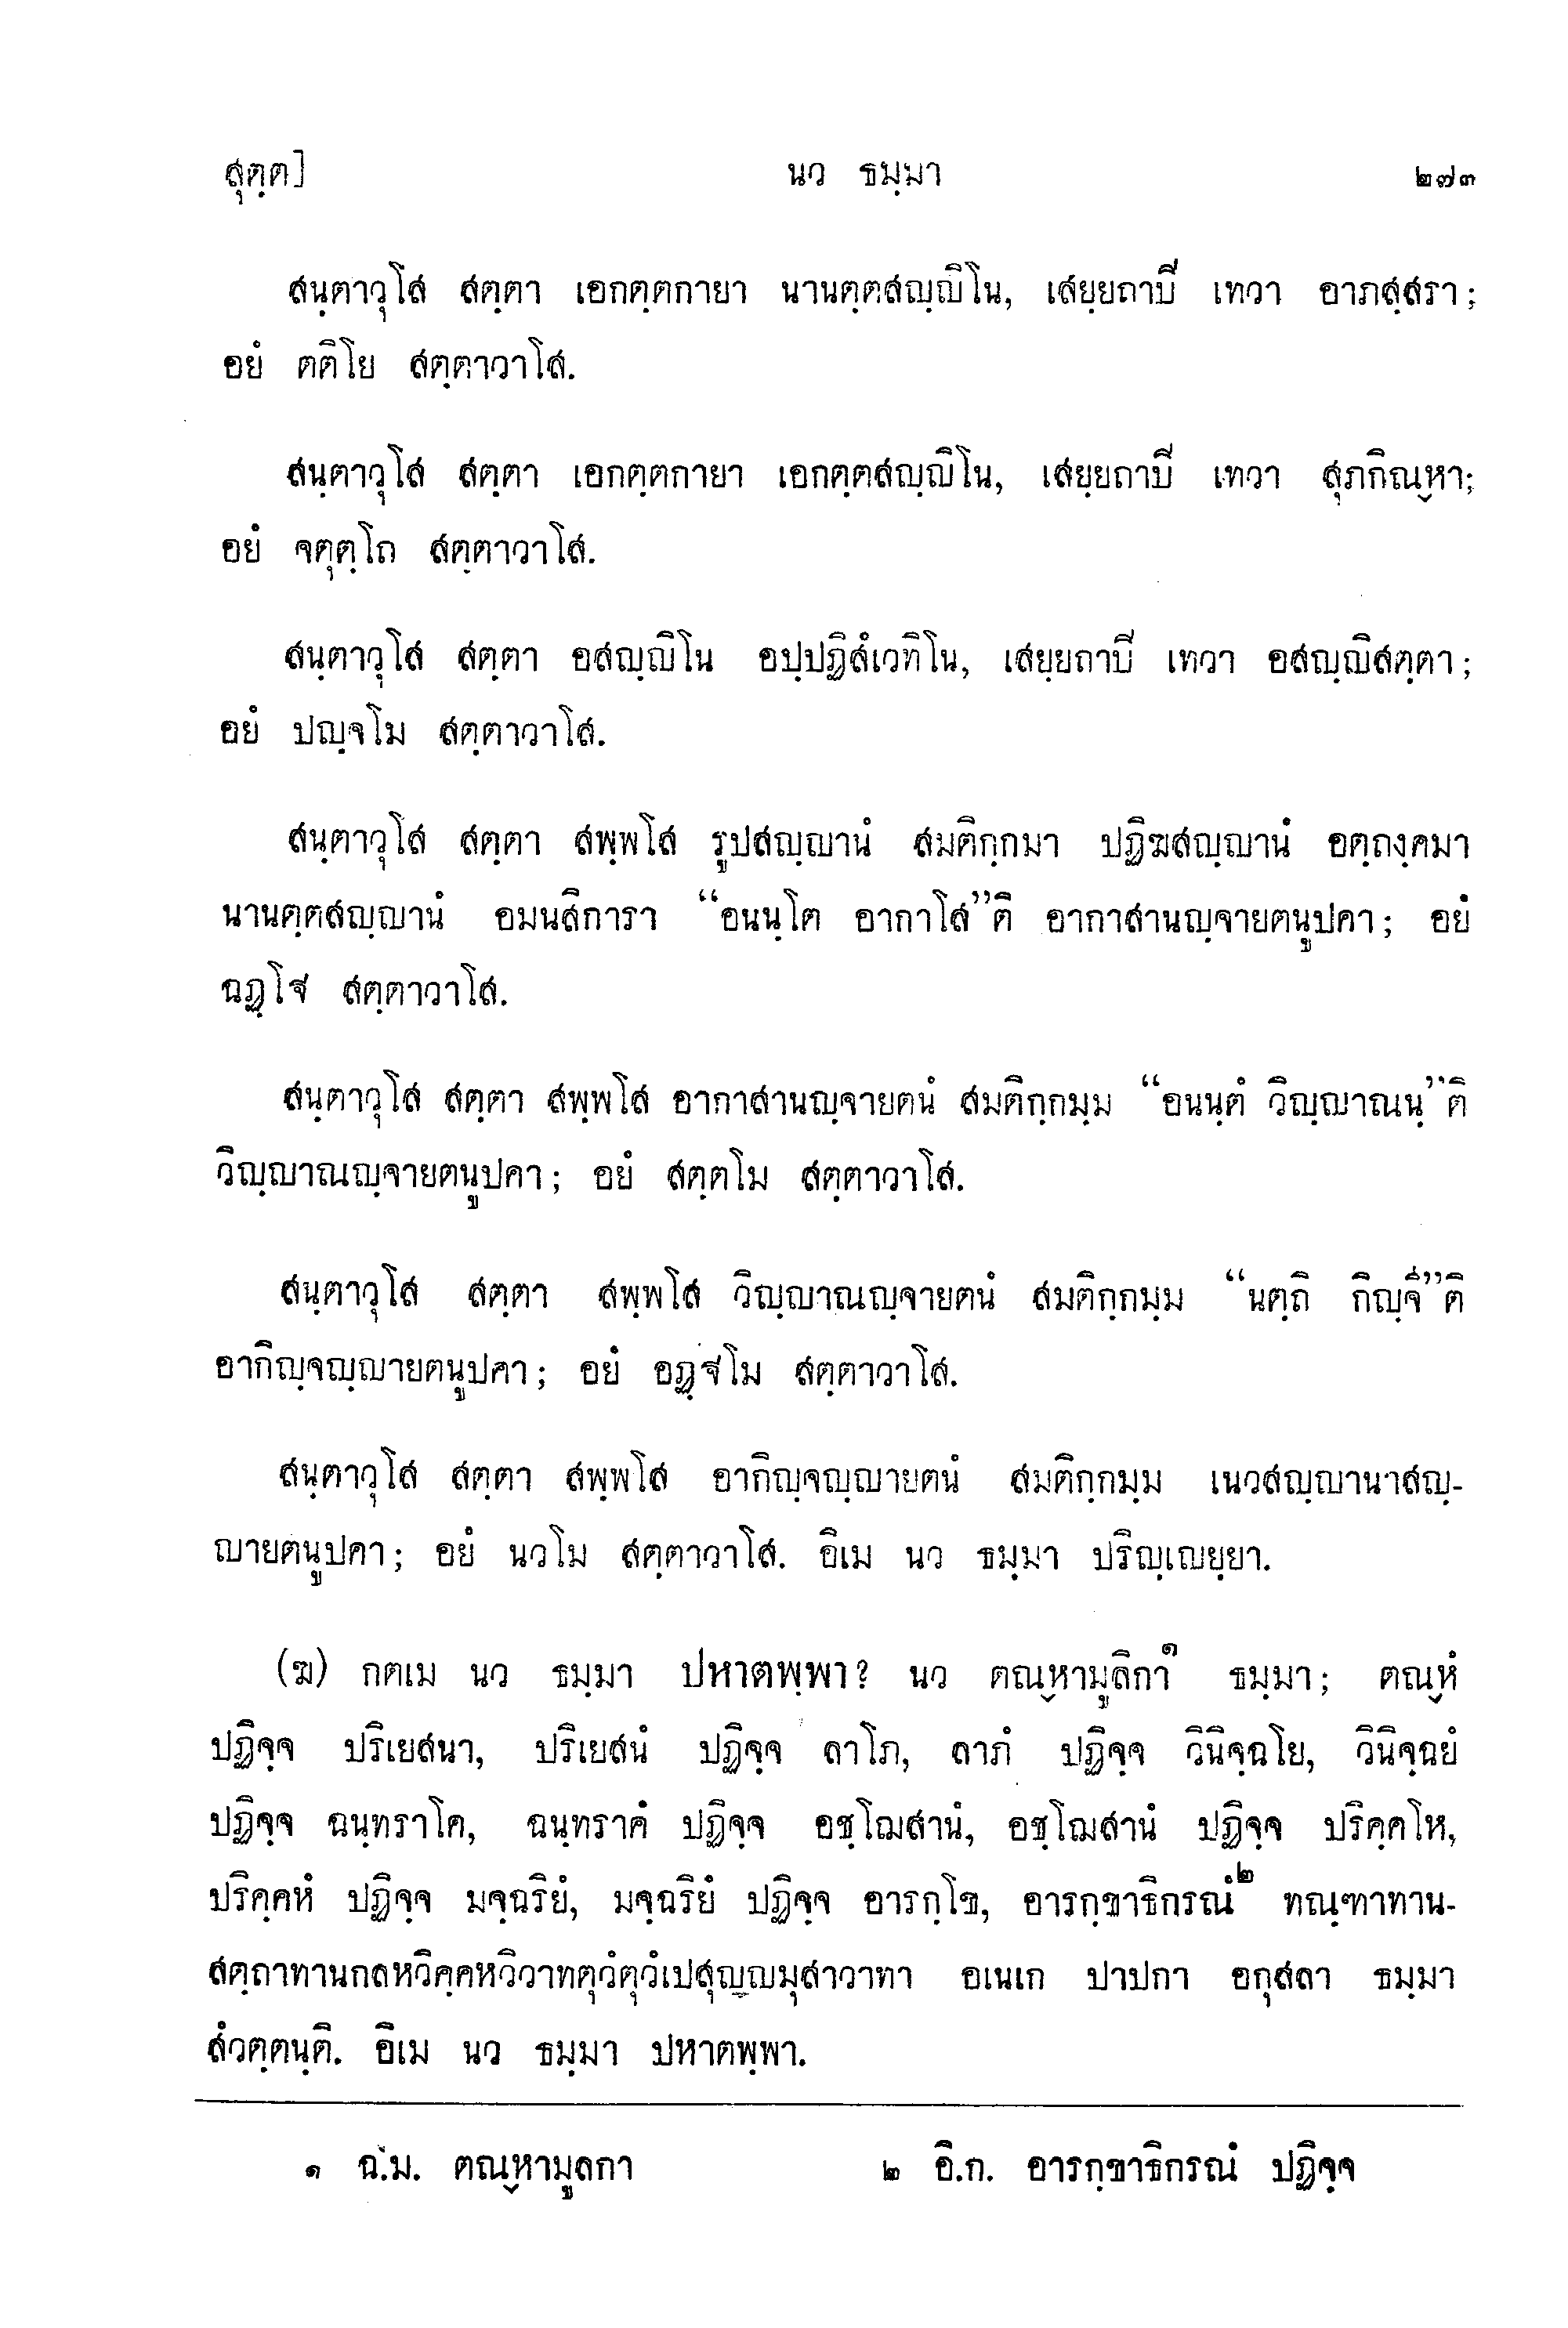 สุตฺต] นว ธมฺมา ๒๗๓
สนฺตาวุโส สตฺตา เอกตฺตกายา นานตฺตสญฺญิโน, เสยฺยถาปิ เทวา อาภสฺสรา;
อยํ ตติโย สตฺตาวาโส.
สนฺตาวุโส สตฺตา เอกตฺตกายา เอกตฺตสญฺญิโน, เสยฺยถาปิ เทวา สุภกิณฺหา;
อยํ จตุตฺโถ สตฺตาวาโส.
สนฺตาวุโส สตฺตา อสญฺญิโน อปฺปฏิสํเวทิโน, เสยฺยถาปิ เทวา อสญฺญิสตฺตา;
อยํ ปญฺจโม สตฺตาวาโส.
สนฺตาวุโส สตฺตา สพฺพโส รูปสญฺญานํ สมติกฺกมา ปฏิฆสญฺญานํ อตฺถงฺคมา
นานตฺตสญฺญานํ อมนสิการา “อนนฺโต อากาโส”ติ อากาสานญฺจายตนูปคา; อยํ
ฉฏฺโฐ สตฺตาวาโส.
สนฺตาวุโส สตฺตา สพฺพโส อากาสานญฺจายตนํ สมติกฺกมฺม “อนนฺตํ วิญฺญาณนฺ”ติ
วิญฺญาณญฺจายตนูปคา; อยํ สตฺตโม สตฺตาวาโส.
สนฺตาวุโส สตฺตา สพฺพโส วิญฺญาณญฺจายตนํ สมติกฺกมฺม “นตฺถิ กิญฺจี”ติ
อากิญฺจญฺญายตนูปคา; อยํ อฏฺฐโม สตฺตาวาโส.
สนฺตาวุโส สตฺตา สพฺพโส อากิญฺจญฺญายตนํ สมติกฺกมฺม เนวสญฺญานาสญฺ-
ญายตนูปคา; อยํ นวโม สตฺตาวาโส. อิเม นว ธมฺมา ปริญฺเญยฺยา.
(ฆ) กตเม นว ธมฺมา ปหาตพฺพา? นว ตณฺหามูลิกา๑ ธมฺมา; ตณฺหํ
ปฏิจฺจ ปริเยสนา, ปริเยสนํ ปฏิจฺจ ลาโภ, ลาภํ ปฏิจฺจ วินิจฺฉโย, วินิจฺฉยํ
ปฏิจฺจ ฉนฺทราโค, ฉนฺทราคํ ปฏิจฺจ อชฺโฌสานํ, อชฺโฌสานํ ปฏิจฺจ ปริคฺคโห,
ปริคฺคหํ ปฏิจฺจ มจฺฉริยํ, มจฺฉริยํ ปฏิจฺจ อารกฺโข, อารกฺขาธิกรณํ๒ ทณฺฑาทาน-
สตฺถาทานกลหวิคฺคหวิวาทตุวํตุวํเปสุญฺญมุสาวาทา อเนเก ปาปกา อกุสลา ธมฺมา
สํวตฺตนฺติ. อิเม นว ธมฺมา ปหาตพฺพา.
๑ ฉ.ม. ตณฺหามูลกา ๒ อิ.ก. อารกฺขาธิกรณํ ปฏิจฺจ